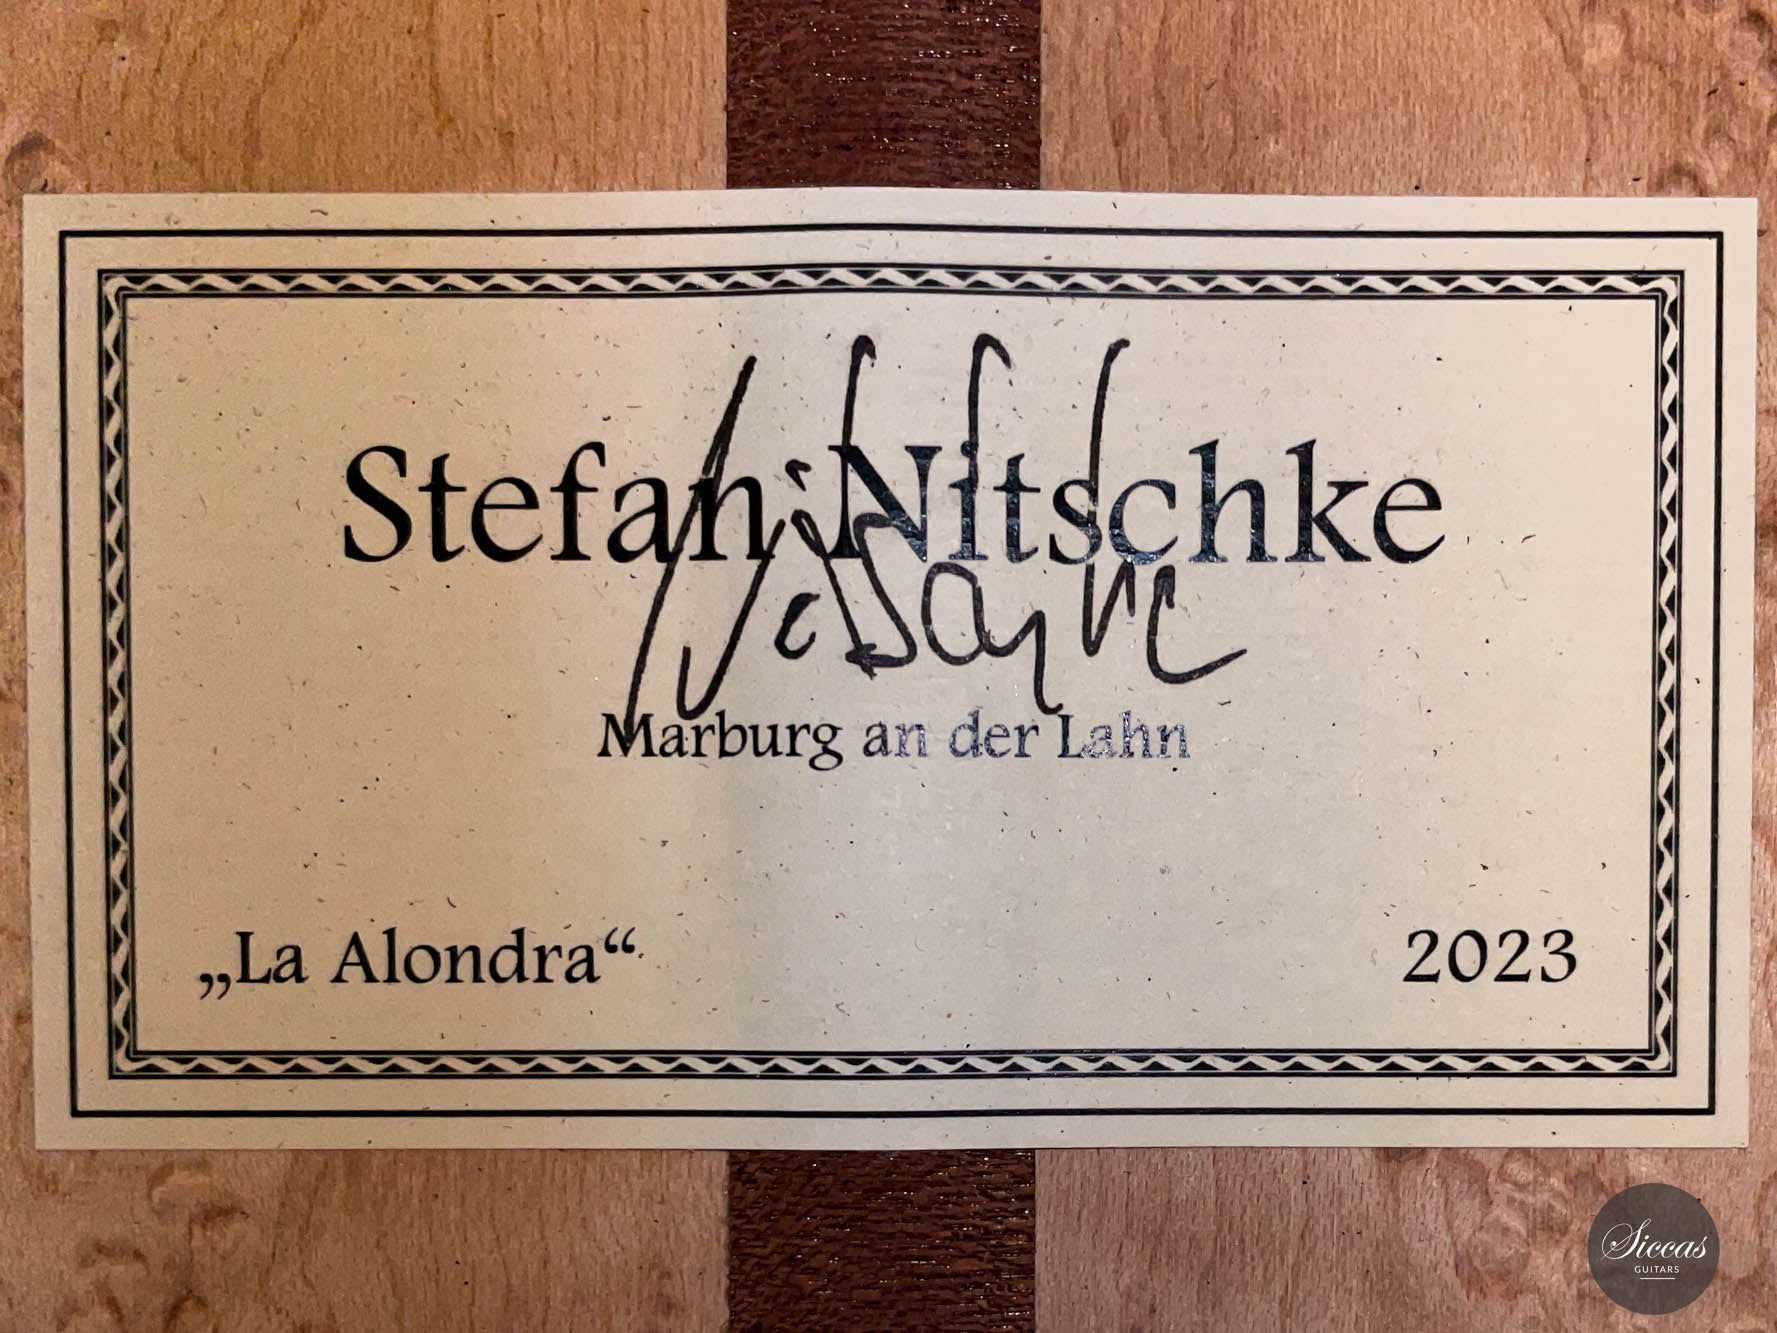 Stefan Nitschke
Marburg an der Lahn
„La Alondra“
2023
Siccas
GUITARS